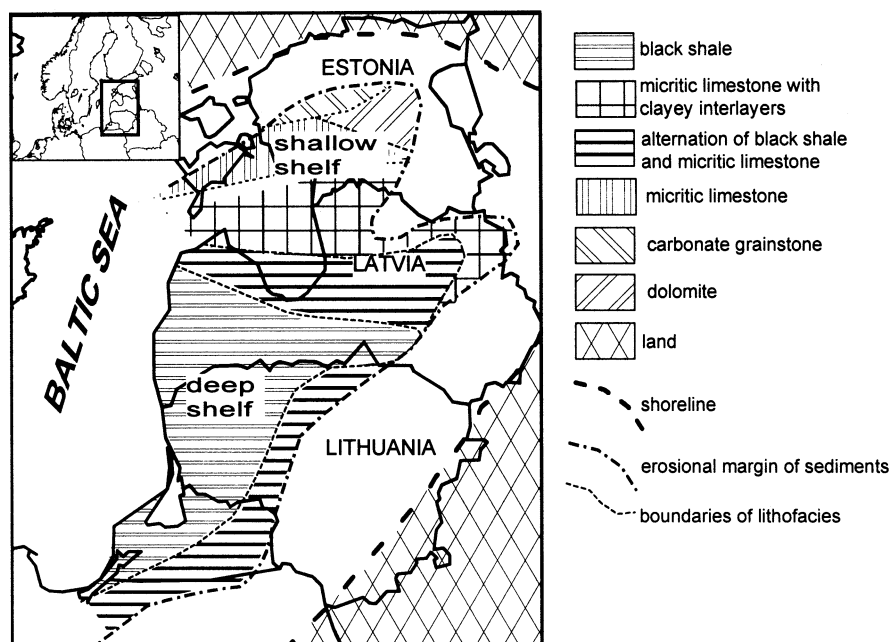 ESTONIA
shallow
shelf
BALTIC SEA
LATVIA
deep
shelf
LITHUANIA
black shale
micritic limestone with
clayey interlayers
alternation of black shale
and micritic limestone
micritic limestone
carbonate grainstone
dolomite
land
shoreline
erosional margin of sediments
boundaries of lithofacies